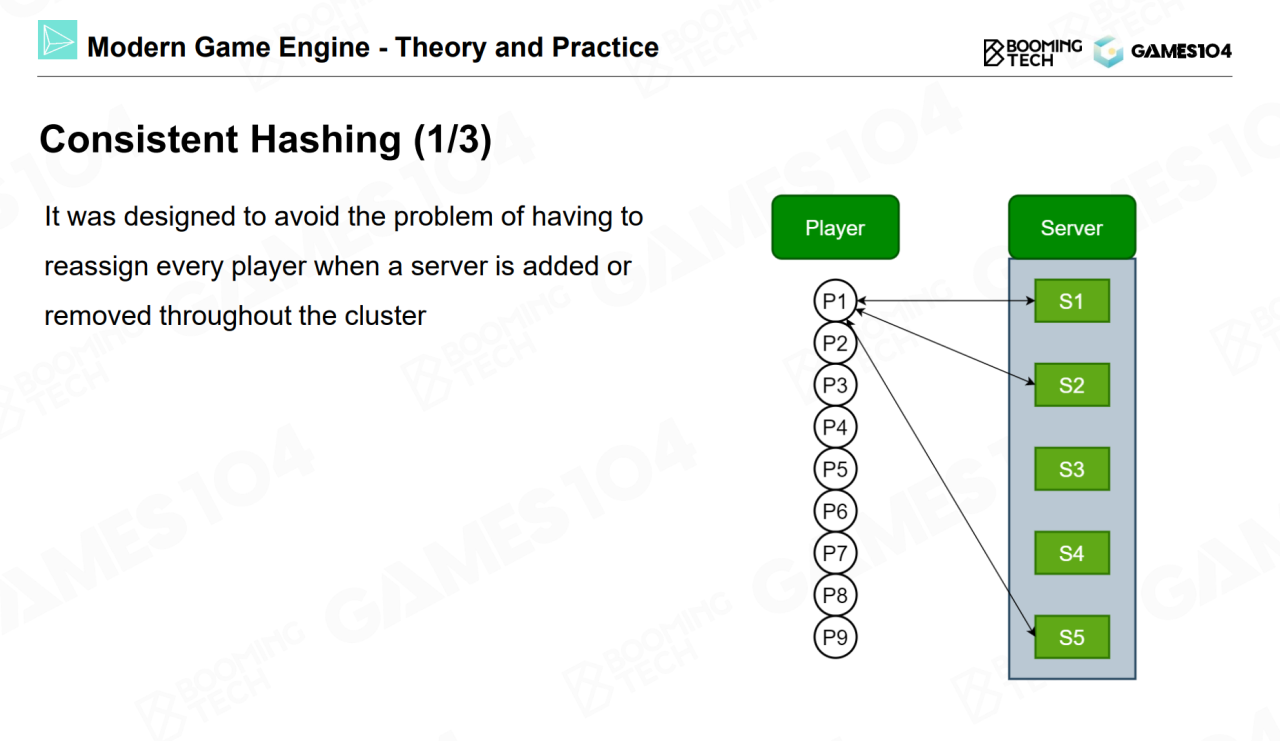 Modern Game Engine - Theory and Practice
BOOMING
TECH
GAMES104
Consistent Hashing (1/3)
It was designed to avoid the problem of having to
reassign every player when a server is added or
removed throughout the cluster
Player
Server
P1
S1
P2
P3
S2
P4
P5
S3
P6
P7
S4
P8
P9
S5